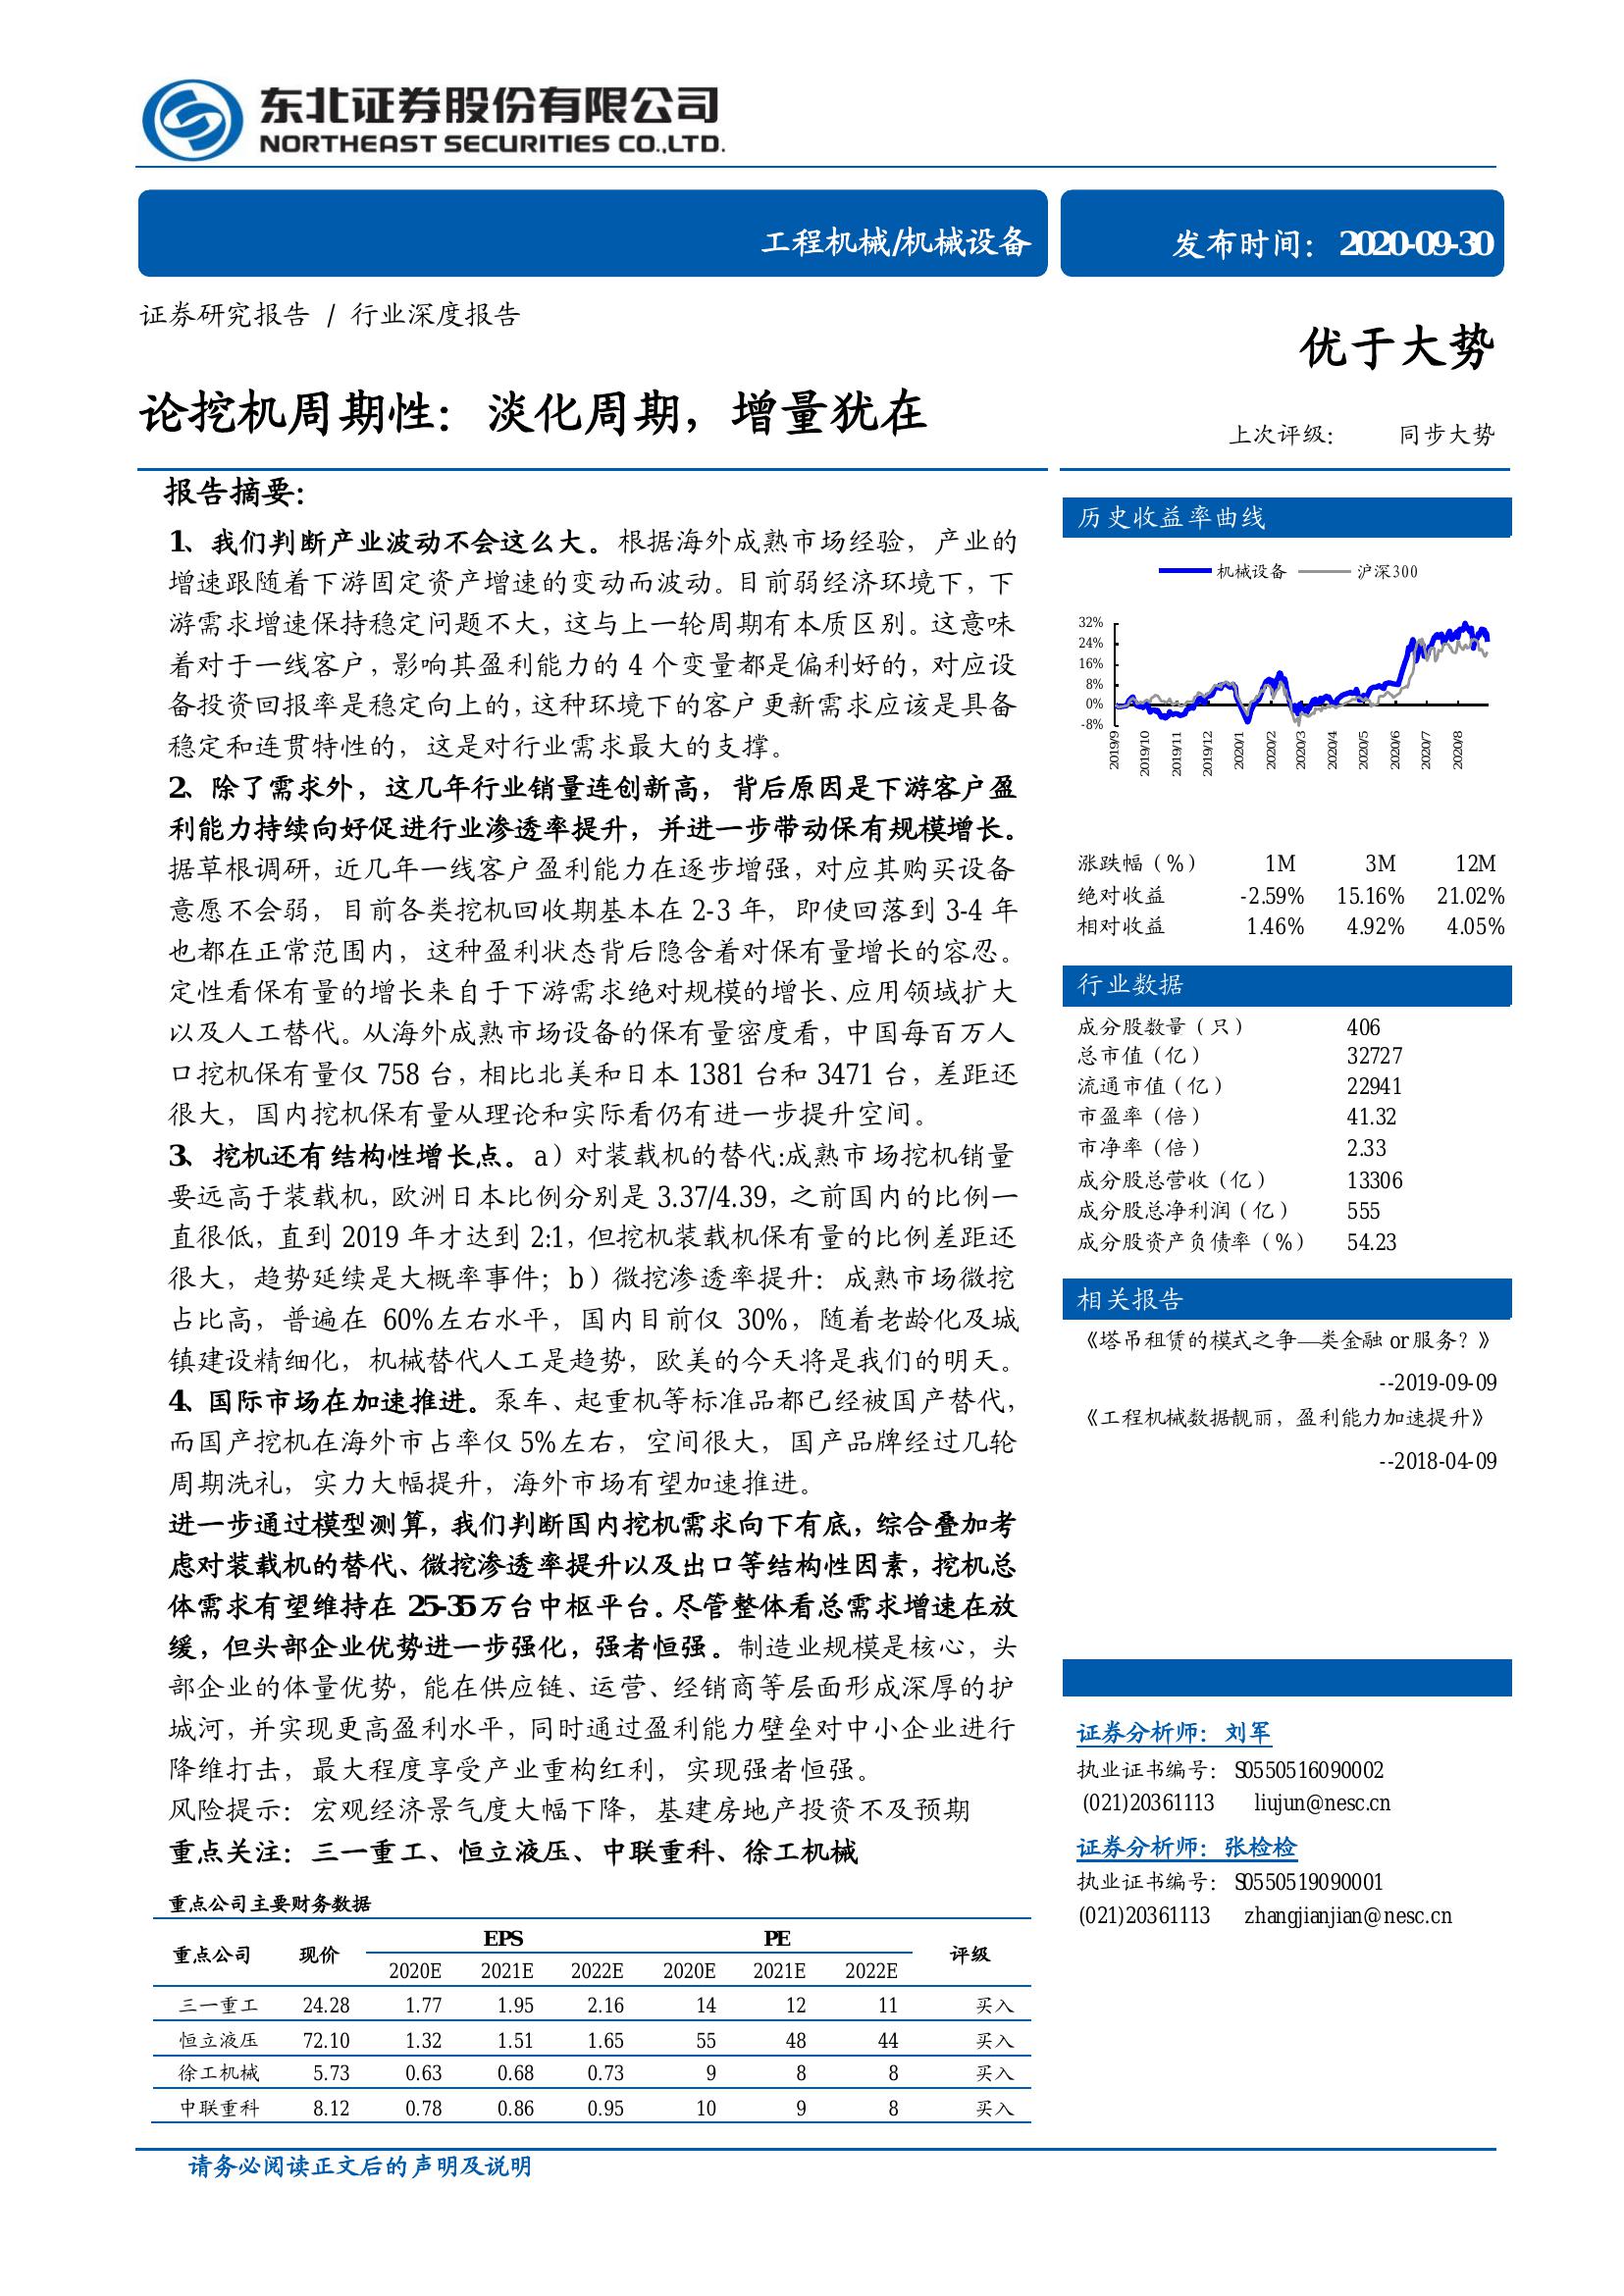 东北证券股份有限公司
NORTHEAST SECURITIES CO.,LTD.
工程机械/机械设备
发布时间：2020-09-30
证券研究报告 / 行业深度报告
论挖机周期性：淡化周期，增量犹在
优于大势
上次评级： 同步大势
报告摘要：
1、我们判断产业波动不会这么大。根据海外成熟市场经验，产业的
增速跟随着下游固定资产增速的变动而波动。目前弱经济环境下，下
游需求增速保持稳定问题不大，这与上一轮周期有本质区别。这意味
着对于一线客户，影响其盈利能力的 4 个变量都是偏利好的，对应设
备投资回报率是稳定向上的，这种环境下的客户更新需求应该是具备
稳定和连贯特性的，这是对行业需求最大的支撑。
2、除了需求外，这几年行业销量连创新高，背后原因是下游客户盈
利能力持续向好促进行业渗透率提升，并进一步带动保有规模增长。
据草根调研，近几年一线客户盈利能力在逐步增强，对应其购买设备
意愿不会弱，目前各类挖机回收期基本在 2-3 年，即使回落到 3-4 年
也都在正常范围内，这种盈利状态背后隐含着对保有量增长的容忍。
定性看保有量的增长来自于下游需求绝对规模的增长、应用领域扩大
以及人工替代。从海外成熟市场设备的保有量密度看，中国每百万人
口挖机保有量仅 758 台，相比北美和日本 1381 台和 3471 台，差距还
很大，国内挖机保有量从理论和实际看仍有进一步提升空间。
3、挖机还有结构性增长点。a）对装载机的替代:成熟市场挖机销量
要远高于装载机，欧洲日本比例分别是 3.37/4.39，之前国内的比例一
直很低，直到 2019 年才达到 2:1，但挖机装载机保有量的比例差距还
很大，趋势延续是大概率事件；b）微挖渗透率提升：成熟市场微挖
占比高，普遍在 60%左右水平，国内目前仅 30%，随着老龄化及城
镇建设精细化，机械替代人工是趋势，欧美的今天将是我们的明天。
4、国际市场在加速推进。泵车、起重机等标准品都已经被国产替代，
而国产挖机在海外市占率仅 5%左右，空间很大，国产品牌经过几轮
周期洗礼，实力大幅提升，海外市场有望加速推进。
进一步通过模型测算，我们判断国内挖机需求向下有底，综合叠加考
虑对装载机的替代、微挖渗透率提升以及出口等结构性因素，挖机总
体需求有望维持在 25-35 万台中枢平台。尽管整体看总需求增速在放
缓，但头部企业优势进一步强化，强者恒强。制造业规模是核心，头
部企业的体量优势，能在供应链、运营、经销商等层面形成深厚的护
城河，并实现更高盈利水平，同时通过盈利能力壁垒对中小企业进行
降维打击，最大程度享受产业重构红利，实现强者恒强。
风险提示：宏观经济景气度大幅下降，基建房地产投资不及预期
重点关注：三一重工、恒立液压、中联重科、徐工机械
重点公司主要财务数据
重点公司 现价 EPS PE 评级
2020E 2021E 2022E 2020E 2021E 2022E
三一重工 24.28 1.77 1.95 2.16 14 12 11 买入
恒立液压 72.10 1.32 1.51 1.65 55 48 44 买入
徐工机械 5.73 0.63 0.68 0.73 9 8 8 买入
中联重科 8.12 0.78 0.86 0.95 10 9 8 买入
历史收益率曲线
机械设备 沪深300
32%
24%
16%
8%
0%
-8%
2019/9 2019/10 2019/11 2019/12 2020/1 2020/2 2020/3 2020/4 2020/5 2020/6 2020/7 2020/8
涨跌幅（%） 1M 3M 12M
绝对收益 -2.59% 15.16% 21.02%
相对收益 1.46% 4.92% 4.05%
行业数据
成分股数量（只） 406
总市值（亿） 32727
流通市值（亿） 22941
市盈率（倍） 41.32
市净率（倍） 2.33
成分股总营收（亿） 13306
成分股总净利润（亿） 555
成分股资产负债率（%） 54.23
相关报告
《塔吊租赁的模式之争—类金融 or 服务？》
--2019-09-09
《工程机械数据靓丽，盈利能力加速提升》
--2018-04-09
证券分析师：刘军
执业证书编号：S0550516090002
(021)20361113 liujun@nesc.cn
证券分析师：张检检
执业证书编号：S0550519090001
(021)20361113 zhangjianjian@nesc.cn
请务必阅读正文后的声明及说明